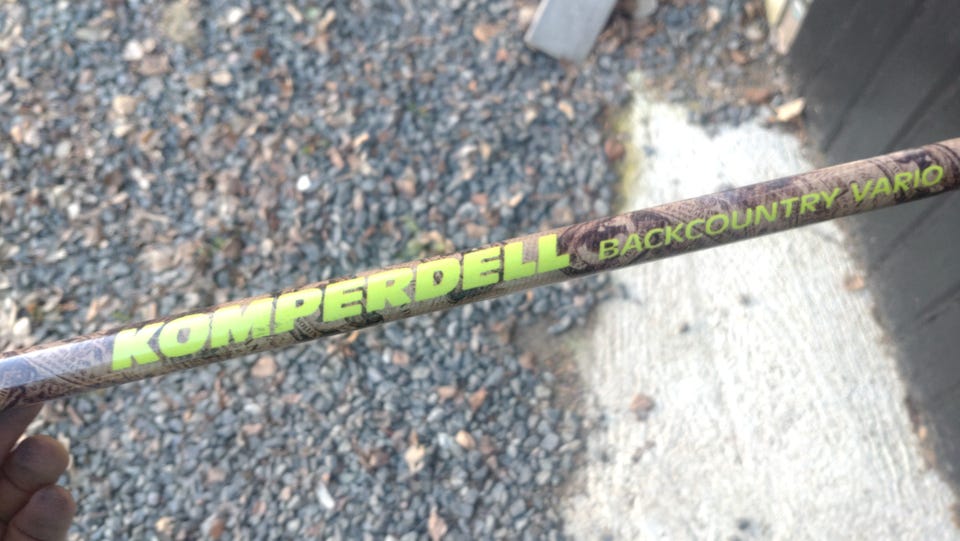 KOMPERDELL BACKCOUNTRY VARIO